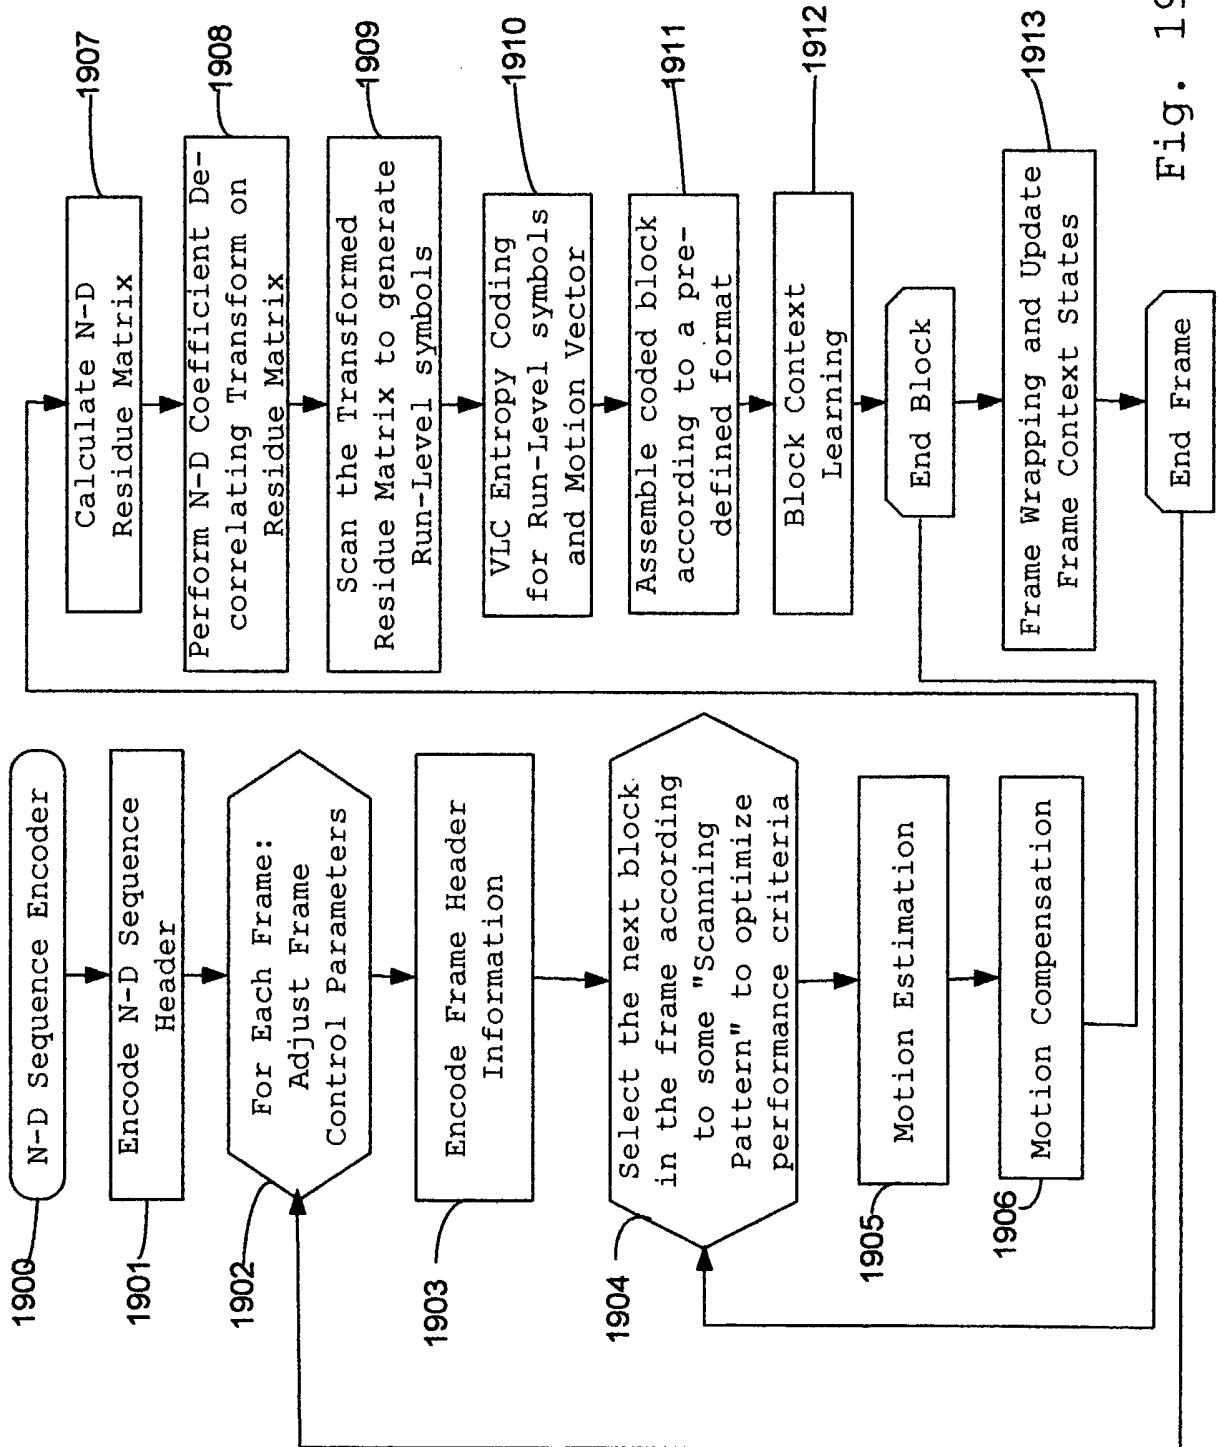 1900
N-D Sequence Encoder
1901
Encode N-D Sequence
Header
1902
For Each Frame:
Adjust Frame
Control Parameters
1903
Encode Frame Header
Information
1904
Select the next block
in the frame according
to some "Scanning
Pattern" to optimize
performance criteria
1905
Motion Estimation
1906
Motion Compensation
1907
Calculate N-D
Residue Matrix
1908
Perform N-D Coefficient De-
correlating Transform on
Residue Matrix
1909
Scan the Transformed
Residue Matrix to generate
Run-Level symbols
1910
VLC Entropy Coding
for Run-Level symbols
and Motion Vector
1911
Assemble coded block
according to a pre-
defined format
1912
Block Context
Learning
End Block
1913
Frame Wrapping and Update
Frame Context States
End Frame
Fig. 19